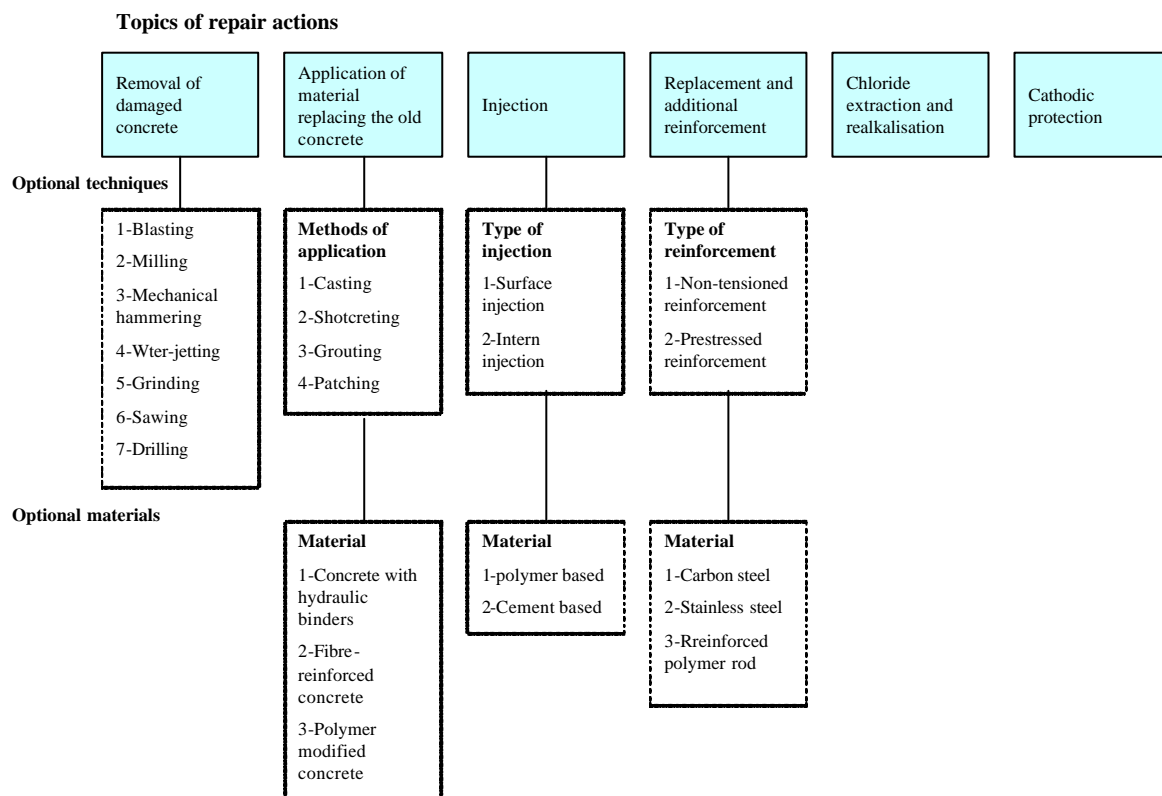 Topics of repair actions
Removal of
damaged
concrete
Application of
material
replacing the old
concrete
Injection
Replacement and
additional
reinforcement
Chloride
extraction and
realkalisation
Cathodic
protection
Optional techniques
1-Blasting
2-Milling
3-Mechanical
hammering
4-Wter-jetting
5-Grinding
6-Sawing
7-Drilling
Methods of
application
1-Casting
2-Shotcreting
3-Grouting
4-Patching
Type of
injection
1-Surface
injection
2-Intern
injection
Type of
reinforcement
1-Non-tensioned
reinforcement
2-Prestressed
reinforcement
Optional materials
Material
1-Concrete with
hydraulic
binders
2-Fibre-
reinforced
concrete
3-Polymer
modified
concrete
Material
1-polymer based
2-Cement based
Material
1-Carbon steel
2-Stainless steel
3-Rreinforced
polymer rod